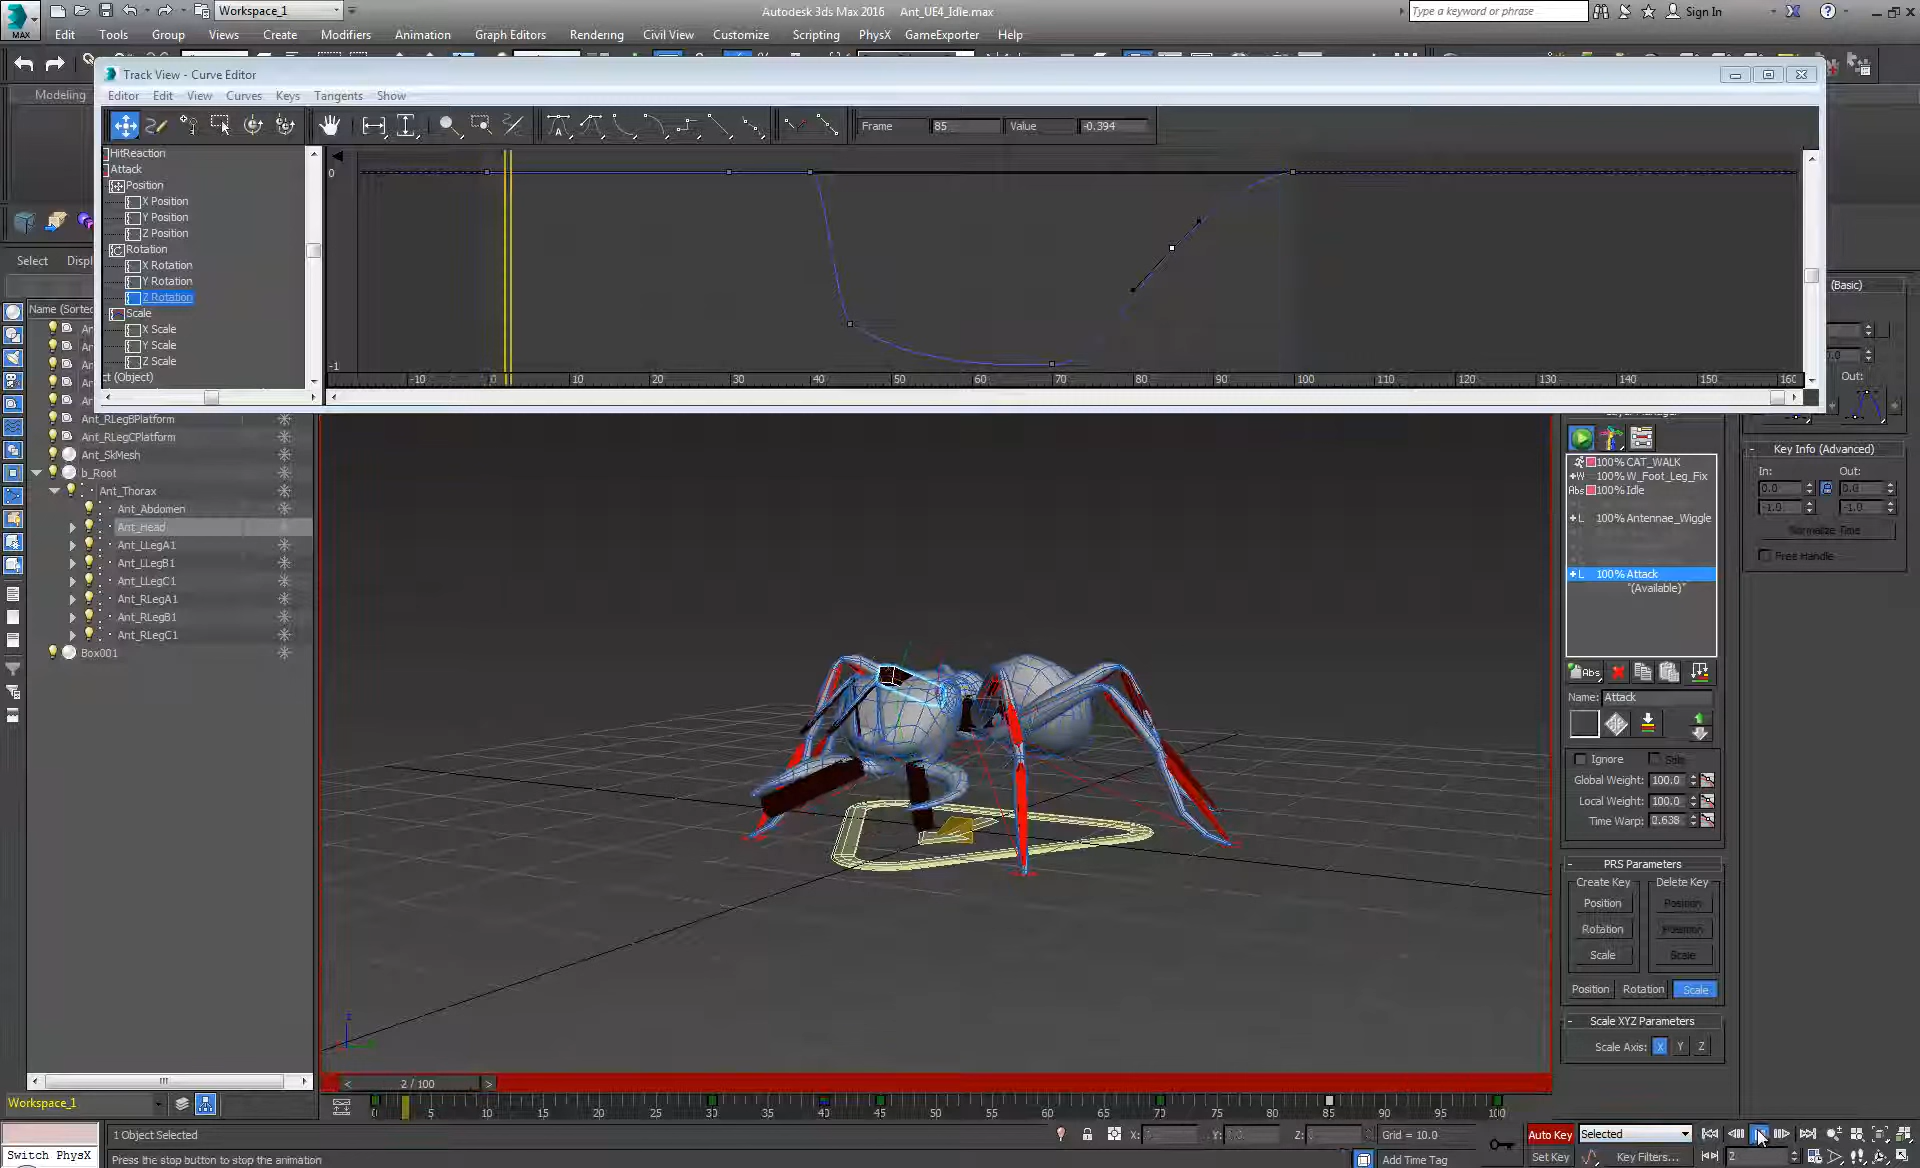 Workspace_1
Autodesk 3ds Max 2016 Ant_UE4_Idle.max
Type a keyword or phrase
Sign In
MAX
Edit Tools Group Views Create Modifiers Animation Graph Editors Rendering Civil View Customize Scripting PhysX GameExporter Help
Track View - Curve Editor
Modeling
Editor Edit View Curves Keys Tangents Show
Frame 85 Value -0.394
HitReaction
Attack
Position
X Position
Y Position
Z Position
Rotation
X Rotation
Y Rotation
Z Rotation
Scale
X Scale
Y Scale
Z Scale
ct (Object)
0
-1
-10 0 10 20 30 40 50 60 70 80 90 100 110 120 130 140 150 160
Select Display
Name (Sorte
Ant_RLegBPlatform
Ant_RLegCPlatform
Ant_SkMesh
b_Root
Ant_Thorax
Ant_Abdomen
Ant_Head
Ant_LLegA1
Ant_LLegB1
Ant_LLegC1
Ant_RLegA1
Ant_RLegB1
Ant_RLegC1
Box001
(Basic)
Out:
Key Info (Advanced)
In: Out:
0.0 0.0
-1.0 -1.0
Normalize Time
Free Handle
100% CAT_WALK
+W 100% W_Foot_Leg_Fix
Abs 100% Idle
+L 100% Antennae_Wiggle
+L 100% Attack
"(Available)"
Abs
Name: Attack
Ignore Solo
Global Weight: 100.0
Local Weight: 100.0
Time Warp: 0.638
PRS Parameters
Create Key Delete Key
Position Position
Rotation Rotation
Scale Scale
Position Rotation Scale
Scale XYZ Parameters
Scale Axis: X Y Z
2 / 100
Workspace_1
0 5 10 15 20 25 30 35 40 45 50 55 60 65 70 75 80 85 90 95 100
1 Object Selected
X: Y: Z:
Grid = 10.0
Auto Key Selected
Switch PhysX
Press the stop button to stop the animation
Add Time Tag
Set Key Key Filters...
2